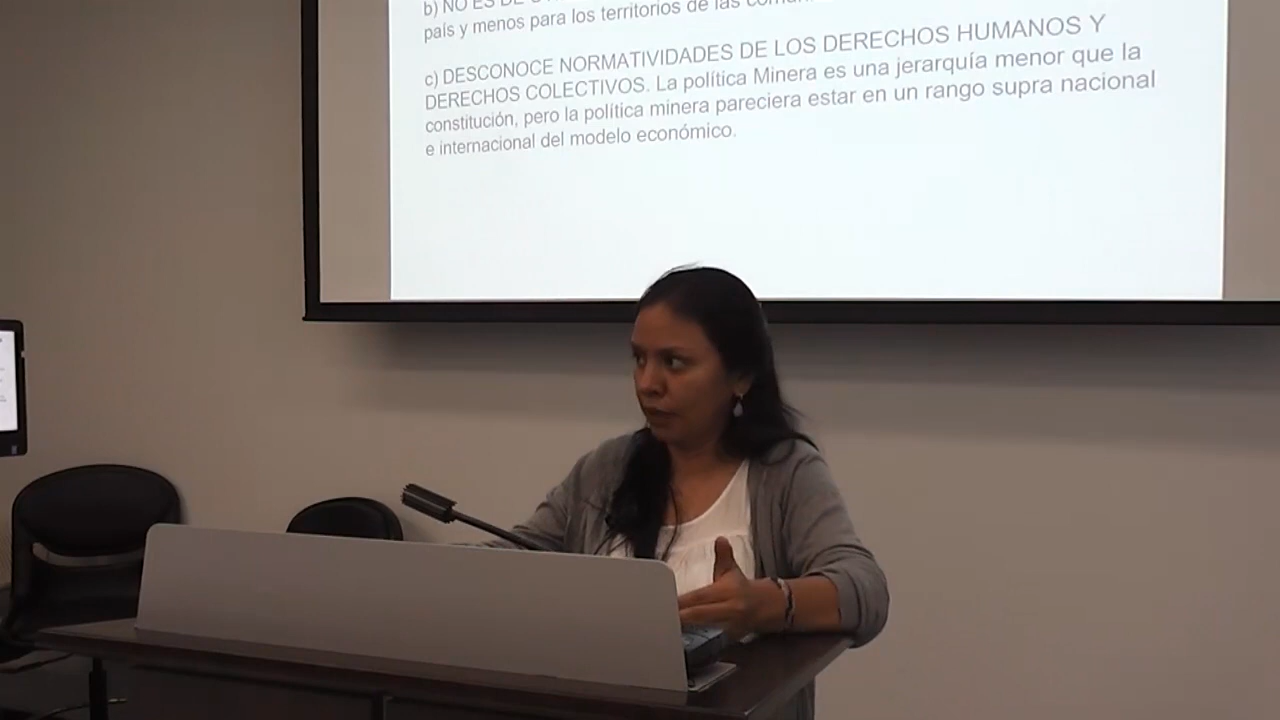 b) NO ES DE
país y menos para los territorios de las
c) DESCONOCE NORMATIVIDADES DE LOS DERECHOS HUMANOS Y
DERECHOS COLECTIVOS. La política Minera es una jerarquía menor que la
constitución, pero la política minera pareciera estar en un rango supra nacional
e internacional del modelo económico.